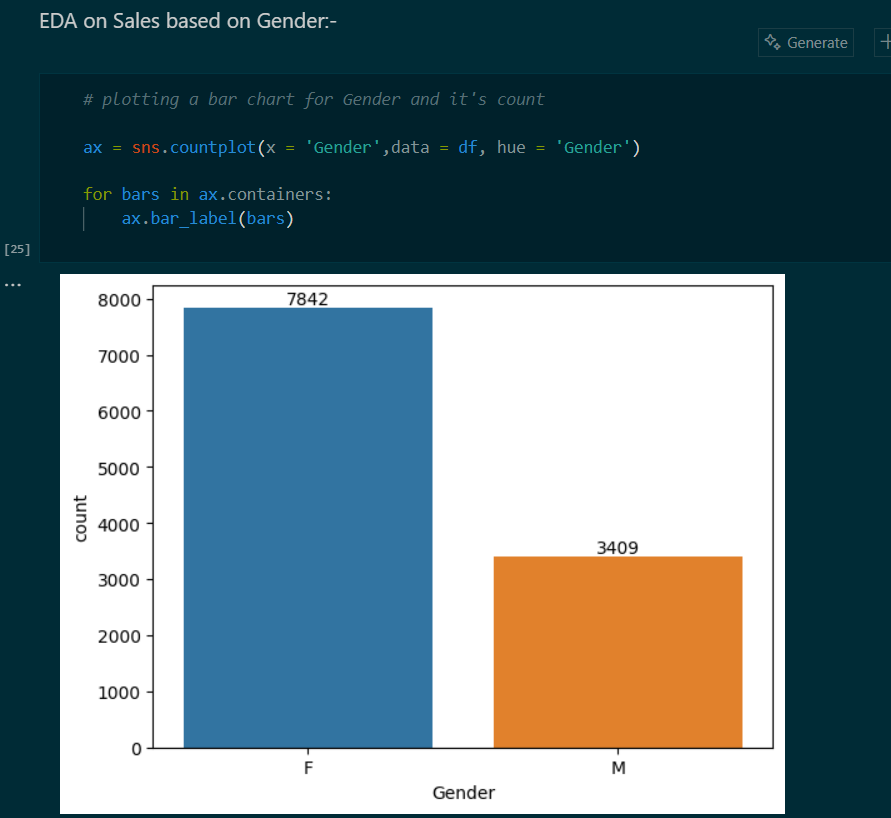 EDA on Sales based on Gender:-
Generate
# plotting a bar chart for Gender and it's count
ax = sns.countplot(x = 'Gender',data = df, hue = 'Gender')
for bars in ax.containers:
ax.bar_label(bars)
[25]
...
8000
7842
7000
6000
5000
4000
3409
3000
2000
1000
0
count
F
M
Gender